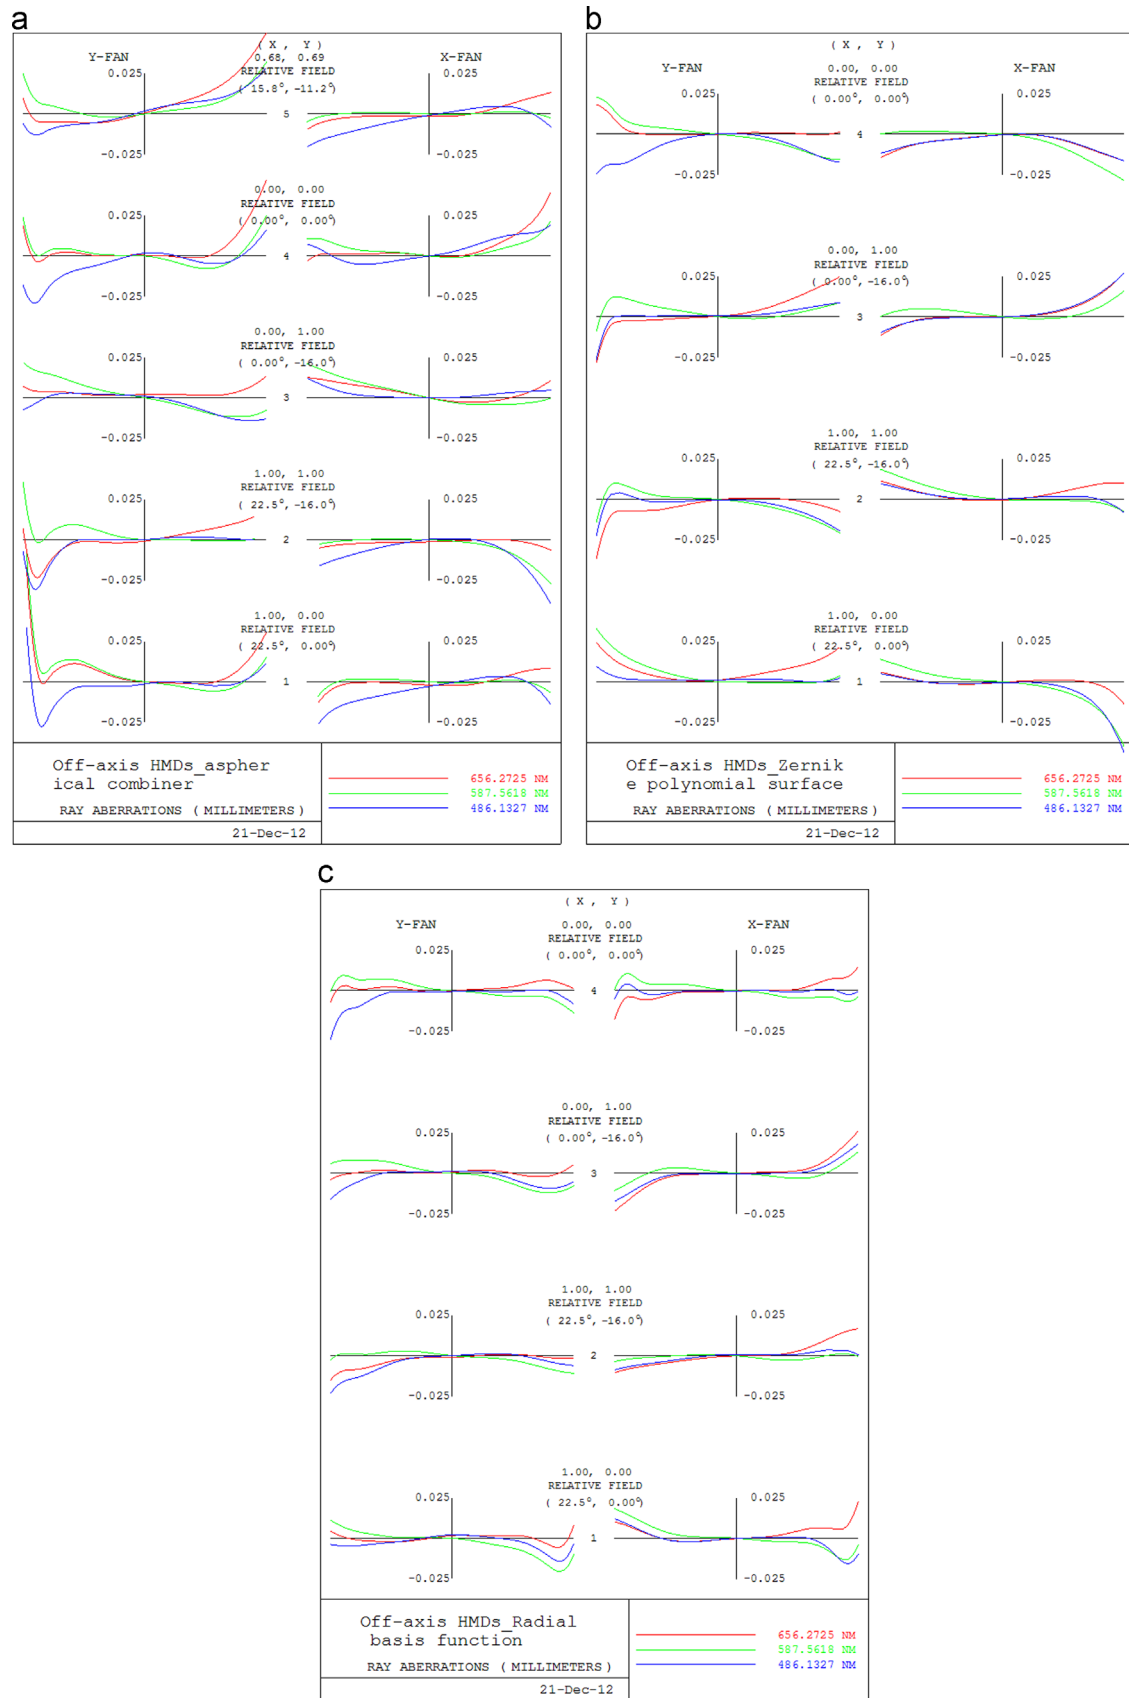 a
( X , Y )
Y-FAN 0.68, 0.69 X-FAN
RELATIVE FIELD
0.025 ( 15.8°, -11.2°) 0.025
5
-0.025 -0.025
0.00, 0.00
RELATIVE FIELD
0.025 ( 0.00°, 0.00°) 0.025
4
-0.025 -0.025
0.00, 1.00
RELATIVE FIELD
0.025 ( 0.00°, -16.0°) 0.025
3
-0.025 -0.025
1.00, 1.00
RELATIVE FIELD
0.025 ( 22.5°, -16.0°) 0.025
2
-0.025 -0.025
1.00, 0.00
RELATIVE FIELD
0.025 ( 22.5°, 0.00°) 0.025
1
-0.025 -0.025
Off-axis HMDs_aspher
ical combiner
RAY ABERRATIONS (MILLIMETERS)
21-Dec-12
656.2725 NM
587.5618 NM
486.1327 NM
b
( X , Y )
Y-FAN 0.00, 0.00 X-FAN
RELATIVE FIELD
0.025 ( 0.00°, 0.00°) 0.025
4
-0.025 -0.025
0.00, 1.00
RELATIVE FIELD
0.025 ( 0.00°, -16.0°) 0.025
3
-0.025 -0.025
1.00, 1.00
RELATIVE FIELD
0.025 ( 22.5°, -16.0°) 0.025
2
-0.025 -0.025
1.00, 0.00
RELATIVE FIELD
0.025 ( 22.5°, 0.00°) 0.025
1
-0.025 -0.025
Off-axis HMDs_Zernik
e polynomial surface
RAY ABERRATIONS (MILLIMETERS)
21-Dec-12
656.2725 NM
587.5618 NM
486.1327 NM
c
( X , Y )
Y-FAN 0.00, 0.00 X-FAN
RELATIVE FIELD
0.025 ( 0.00°, 0.00°) 0.025
4
-0.025 -0.025
0.00, 1.00
RELATIVE FIELD
0.025 ( 0.00°, -16.0°) 0.025
3
-0.025 -0.025
1.00, 1.00
RELATIVE FIELD
0.025 ( 22.5°, -16.0°) 0.025
2
-0.025 -0.025
1.00, 0.00
RELATIVE FIELD
0.025 ( 22.5°, 0.00°) 0.025
1
-0.025 -0.025
Off-axis HMDs_Radial
basis function
RAY ABERRATIONS (MILLIMETERS)
21-Dec-12
656.2725 NM
587.5618 NM
486.1327 NM